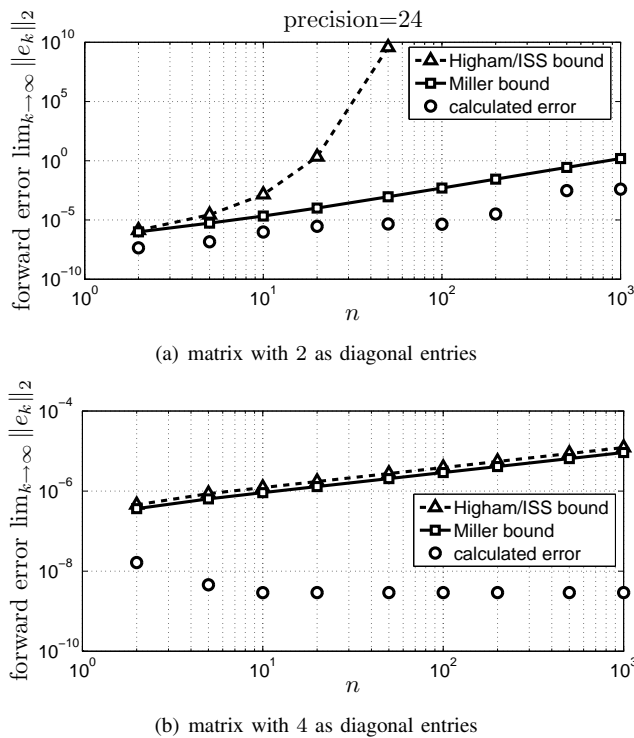 precision=24
forward error lim_{k→∞} ‖e_k‖_2
10^10
10^5
10^0
10^−5
10^−10
Higham/ISS bound
Miller bound
calculated error
10^0 10^1 10^2 10^3
n
(a) matrix with 2 as diagonal entries
forward error lim_{k→∞} ‖e_k‖_2
10^−4
10^−6
10^−8
10^−10
Higham/ISS bound
Miller bound
calculated error
10^0 10^1 10^2 10^3
n
(b) matrix with 4 as diagonal entries